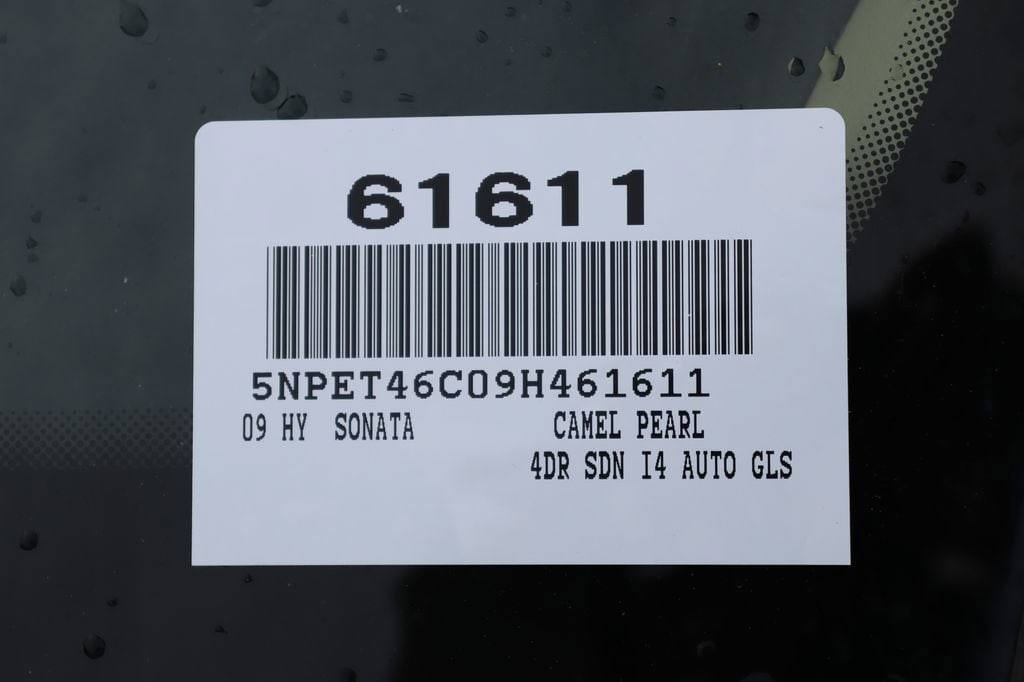 61611
5NPET46C09H461611
09 HY SONATA CAMEL PEARL
4DR SDN I4 AUTO GLS